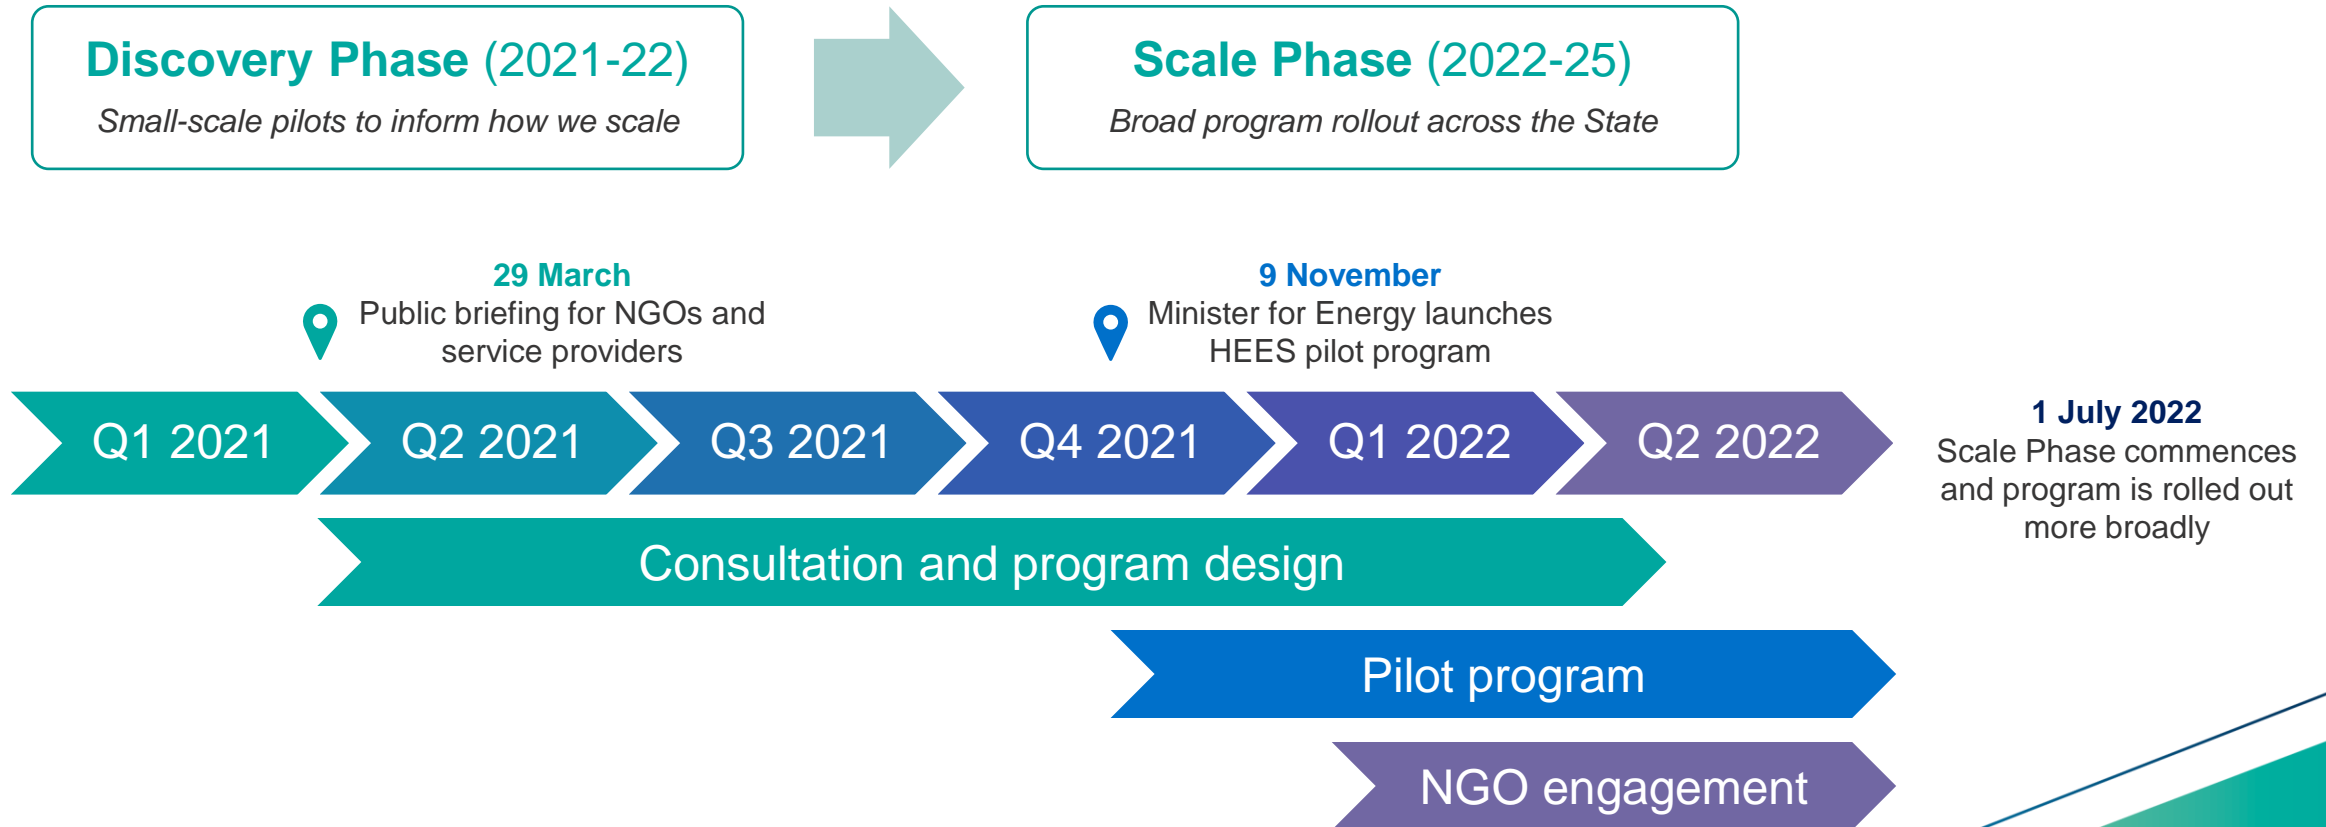 Discovery Phase (2021-22)
Small-scale pilots to inform how we scale
Scale Phase (2022-25)
Broad program rollout across the State
29 March
Public briefing for NGOs and
service providers
9 November
Minister for Energy launches
HEES pilot program
Q1 2021
Q2 2021
Q3 2021
Q4 2021
Q1 2022
Q2 2022
1 July 2022
Scale Phase commences
and program is rolled out
more broadly
Consultation and program design
Pilot program
NGO engagement